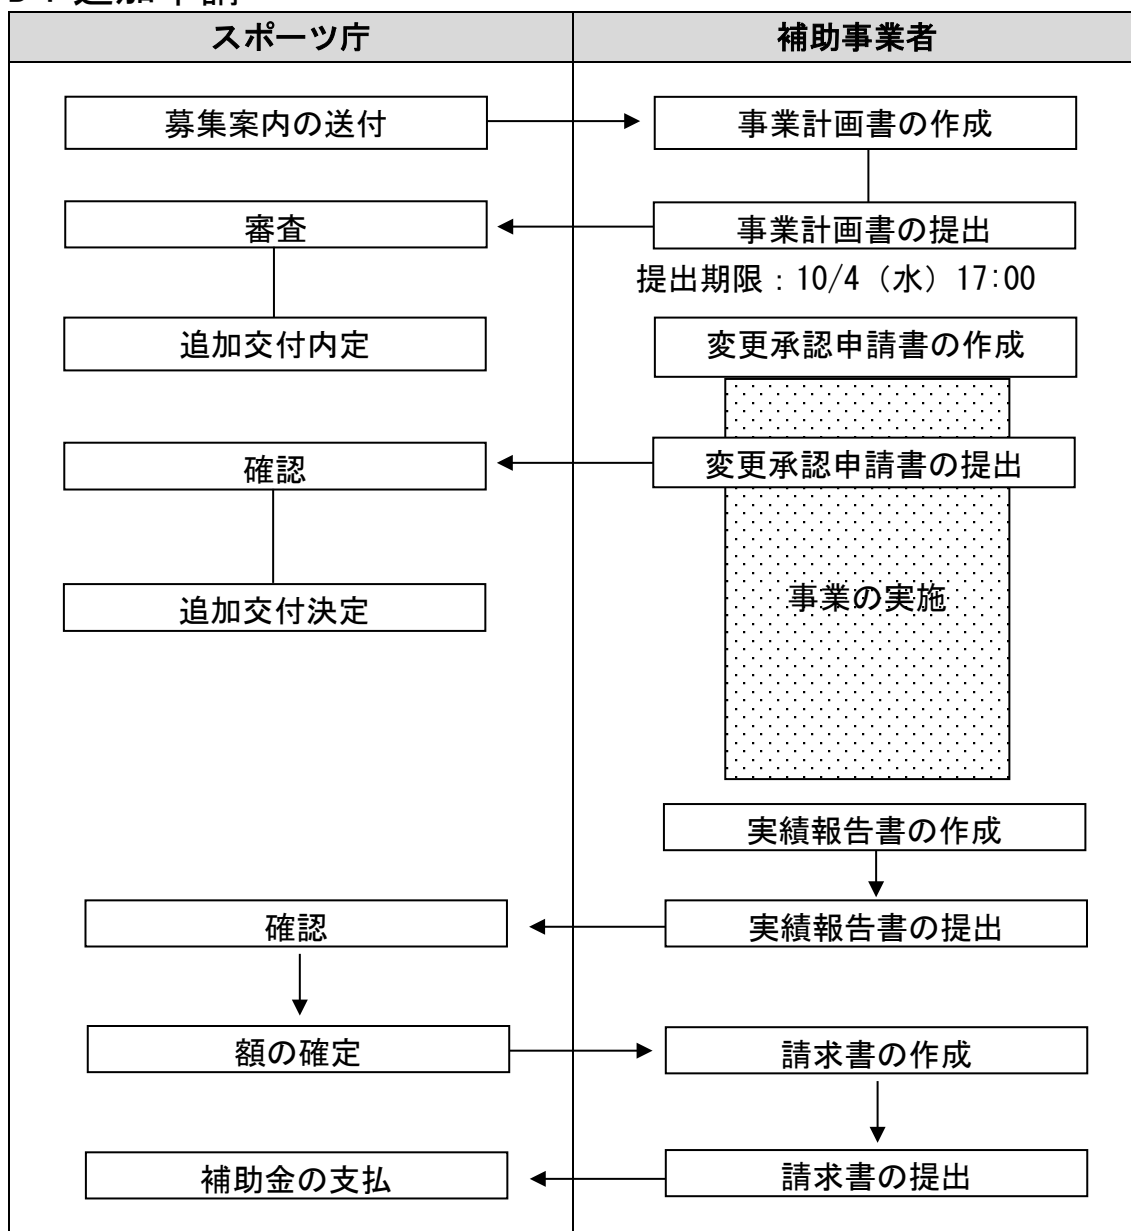 追加申請
スポーツ庁 補助事業者
募集案内の送付 事業計画書の作成
審査 事業計画書の提出
提出期限：10/4（水）17:00
追加交付内定 変更承認申請書の作成
確認 変更承認申請書の提出
追加交付決定 事業の実施
実績報告書の作成
確認 実績報告書の提出
額の確定 請求書の作成
補助金の支払 請求書の提出